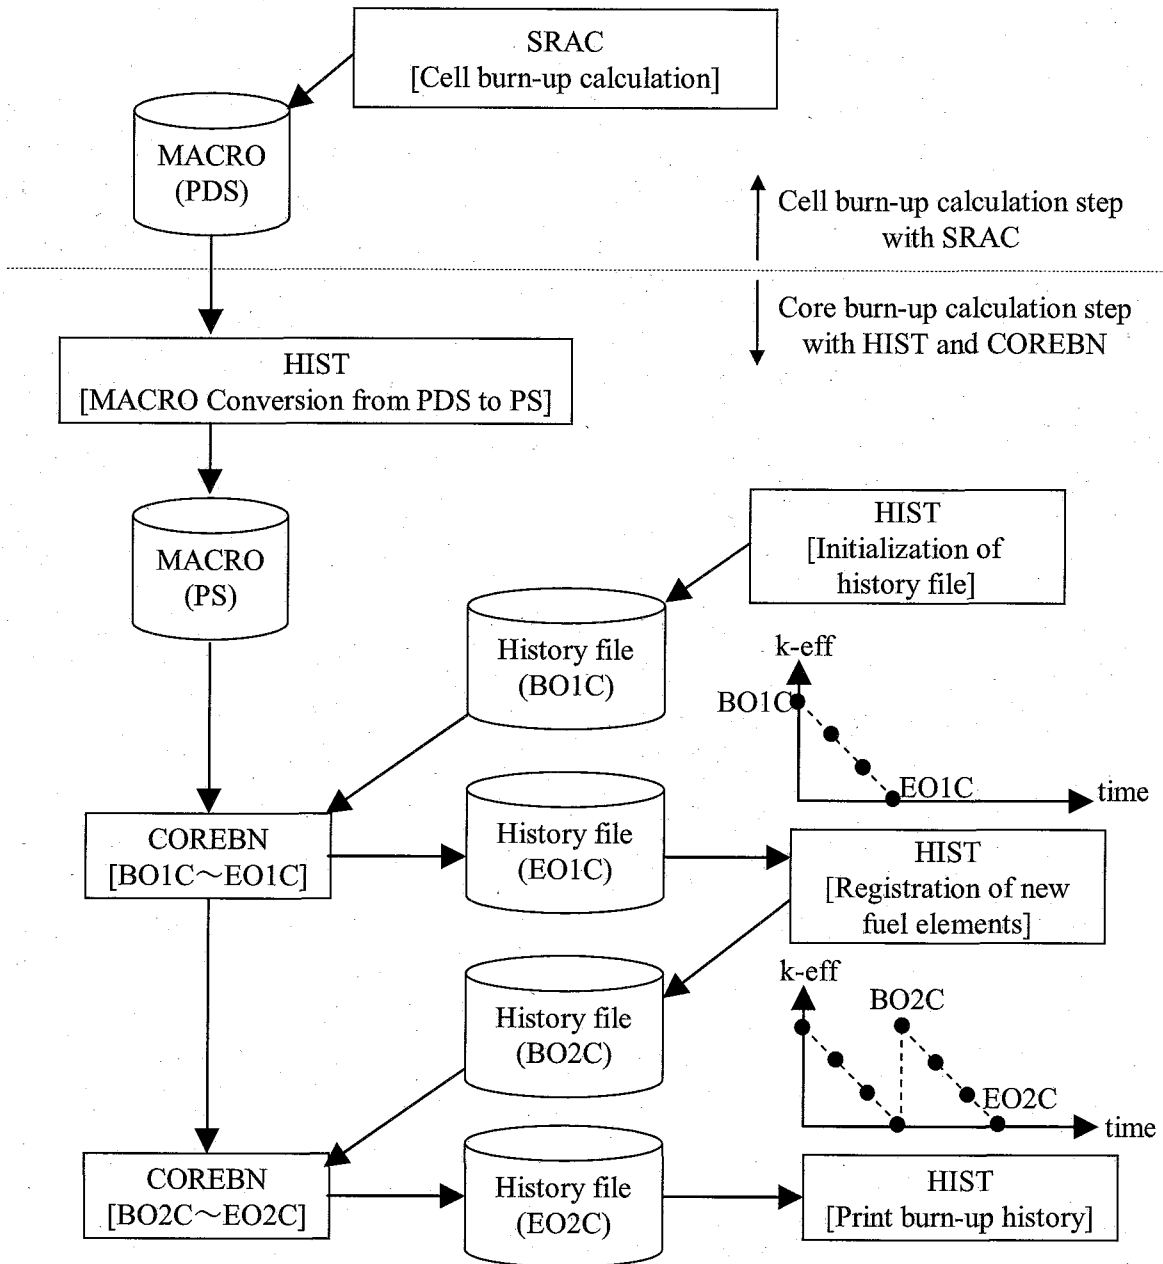 SRAC
[Cell burn-up calculation]
MACRO
(PDS)
Cell burn-up calculation step
with SRAC
Core burn-up calculation step
with HIST and COREBN
HIST
[MACRO Conversion from PDS to PS]
MACRO
(PS)
HIST
[Initialization of
history file]
History file
(BO1C)
k-eff
BO1C
EO1C
time
COREBN
[BO1C～EO1C]
History file
(EO1C)
HIST
[Registration of new
fuel elements]
History file
(BO2C)
k-eff
BO2C
EO2C
time
COREBN
[BO2C～EO2C]
History file
(EO2C)
HIST
[Print burn-up history]